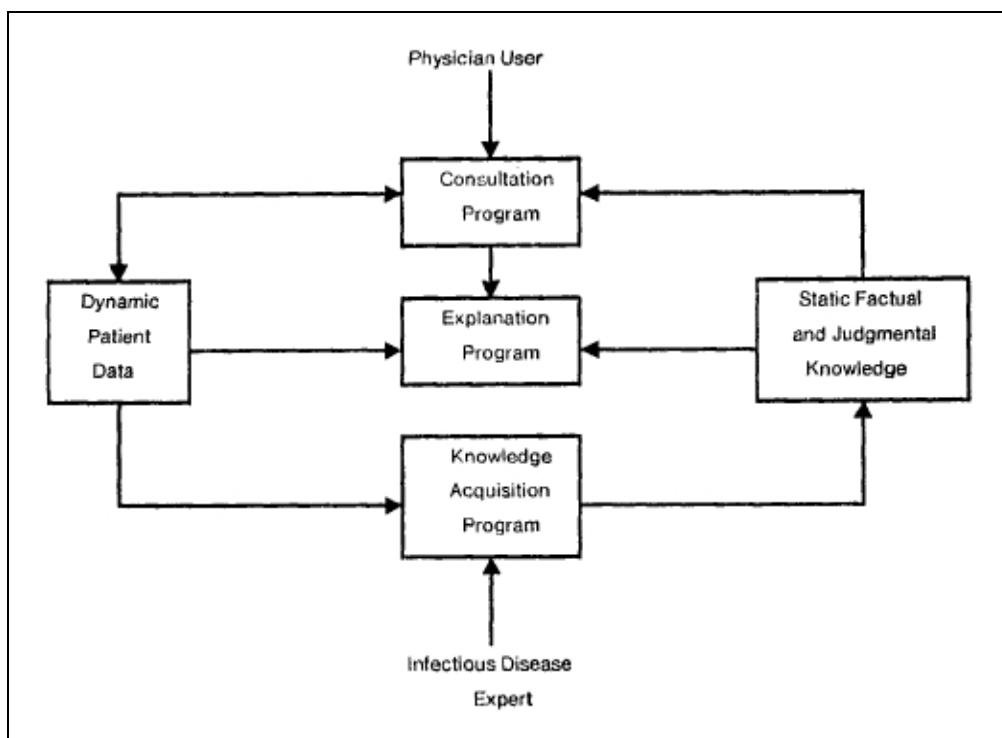 Physician User
Consultation
Program
Dynamic
Patient
Data
Explanation
Program
Static Factual
and Judgmental
Knowledge
Knowledge
Acquisition
Program
Infectious Disease
Expert